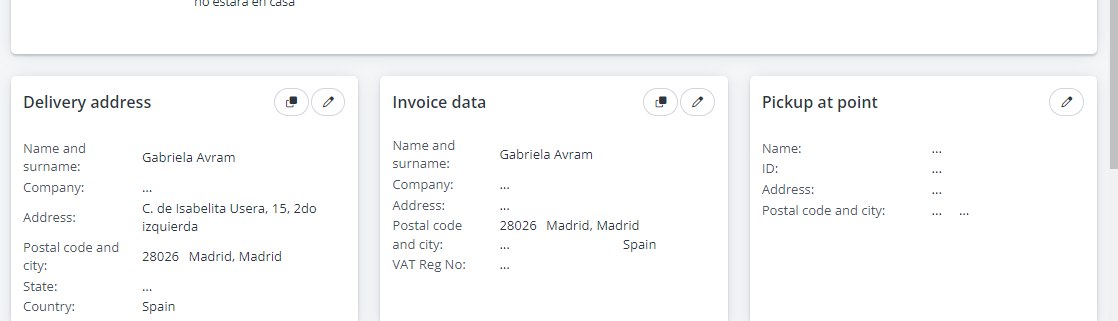 no estará en casa
Delivery address
Name and surname: Gabriela Avram
Company: ...
Address: C. de Isabelita Usera, 15, 2do izquierda
Postal code and city: 28026 Madrid, Madrid
State: ...
Country: Spain
Invoice data
Name and surname: Gabriela Avram
Company: ...
Address: ...
Postal code and city: 28026 Madrid, Madrid
... Spain
VAT Reg No: ...
Pickup at point
Name: ...
ID: ...
Address: ...
Postal code and city: ... ...